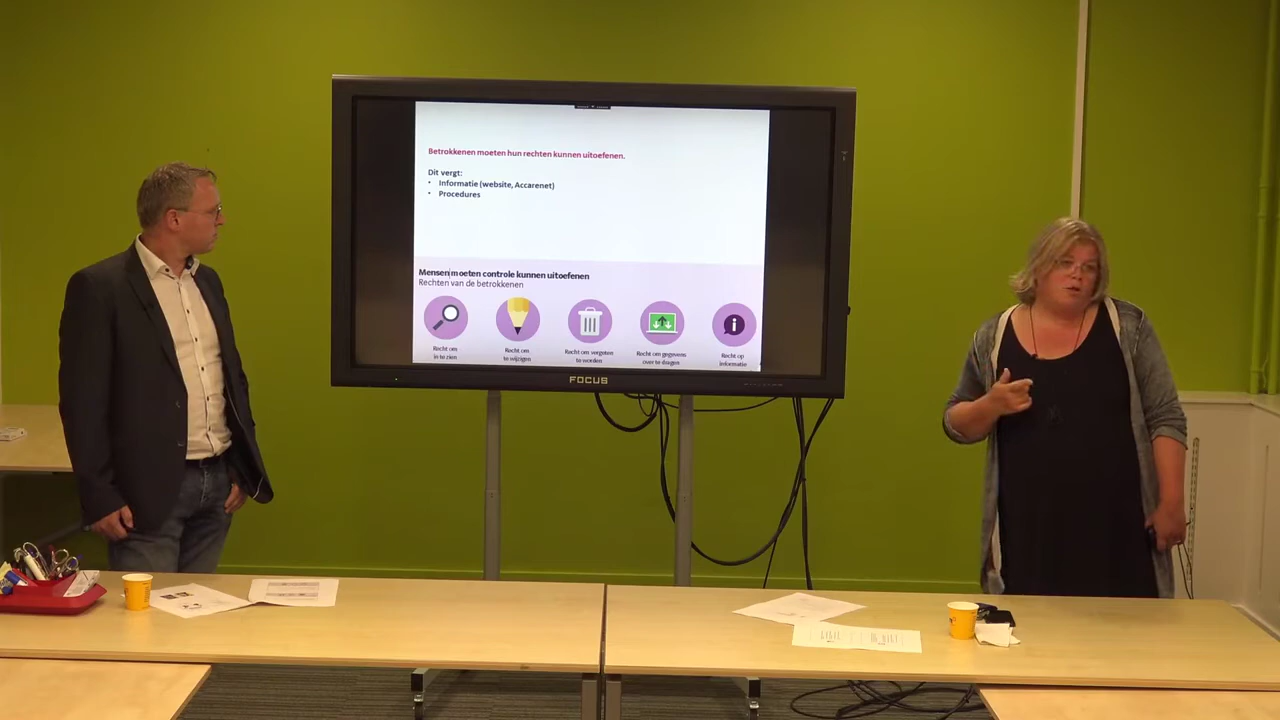 Betrokkenen moeten hun rechten kunnen uitoefenen.
Dit vergt:
• Informatie (website, Accarenet)
• Procedures
Mensen moeten controle kunnen uitoefenen
Rechten van de betrokkenen
Recht om in te zien
Recht om te wijzigen
Recht om vergeten te worden
Recht om gegevens over te dragen
Recht op informatie
FOCUS